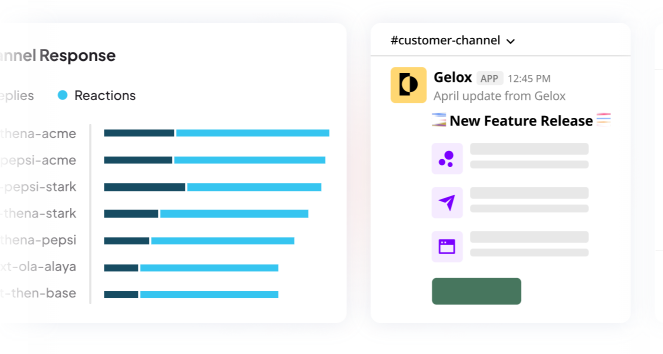 nnel Response
eplies
Reactions
thena-acme
pepsi-acme
-pepsi-stark
-thena-stark
thena-pepsi
xt-ola-alaya
t-then-base
#customer-channel
Gelox APP 12:45 PM
April update from Gelox
New Feature Release